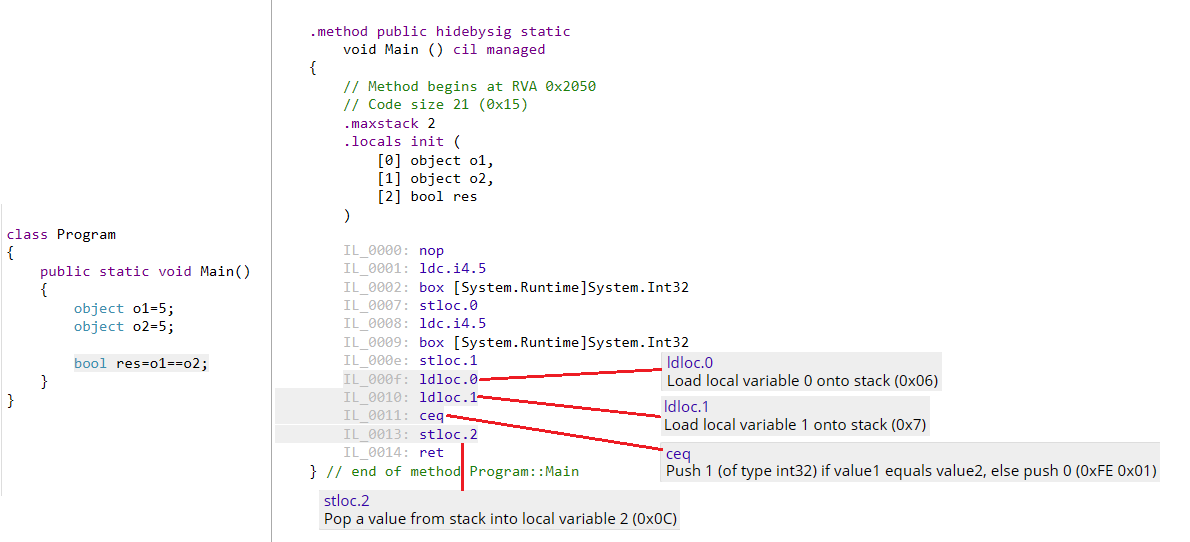 class Program
{
    public static void Main()
    {
        object o1=5;
        object o2=5;
        bool res=o1==o2;
    }
}
.method public hidebysig static
    void Main () cil managed
{
    // Method begins at RVA 0x2050
    // Code size 21 (0x15)
    .maxstack 2
    .locals init (
        [0] object o1,
        [1] object o2,
        [2] bool res
    )
    IL_0000: nop
    IL_0001: ldc.i4.5
    IL_0002: box [System.Runtime]System.Int32
    IL_0007: stloc.0
    IL_0008: ldc.i4.5
    IL_0009: box [System.Runtime]System.Int32
    IL_000e: stloc.1
    IL_000f: ldloc.0
    IL_0010: ldloc.1
    IL_0011: ceq
    IL_0013: stloc.2
    IL_0014: ret
} // end of method Program::Main
ldloc.0
Load local variable 0 onto stack (0x06)
ldloc.1
Load local variable 1 onto stack (0x7)
ceq
Push 1 (of type int32) if value1 equals value2, else push 0 (0xFE 0x01)
stloc.2
Pop a value from stack into local variable 2 (0x0C)